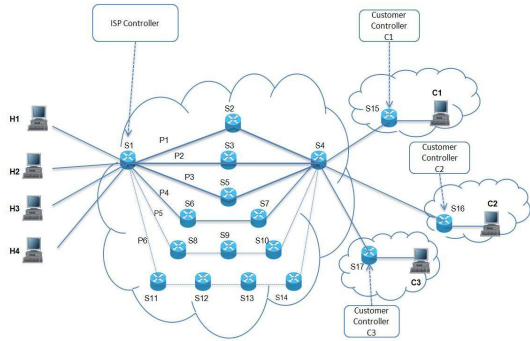 ISP Controller
Customer
Controller
C1
S15
C1
H1
H2
H3
H4
S1
P1
P2
P3
P4
P5
P6
S2
S3
S5
S4
S6
S7
S8
S9
S10
S11
S12
S13
S14
Customer
Controller
C2
S16
C2
S17
C3
Customer
Controller
C3